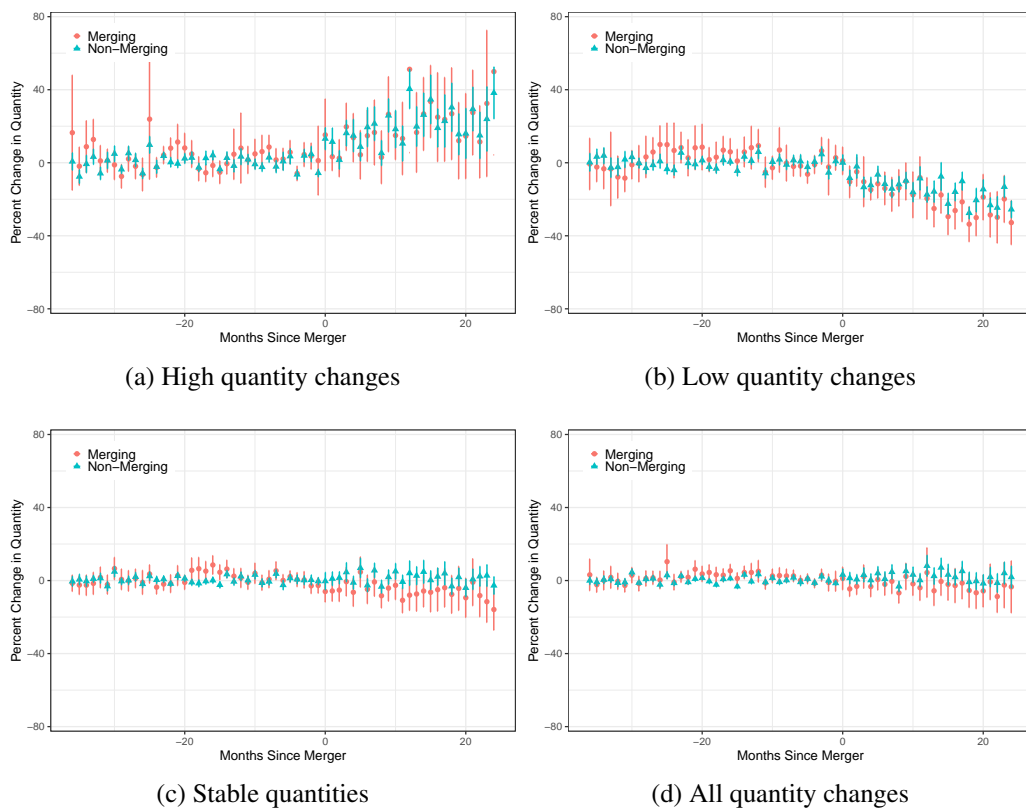 80
40
0
−40
−80
Percent Change in Quantity
Merging
Non−Merging
−20
0
20
Months Since Merger
(a) High quantity changes
80
40
0
−40
−80
Percent Change in Quantity
Merging
Non−Merging
−20
0
20
Months Since Merger
(b) Low quantity changes
80
40
0
−40
−80
Percent Change in Quantity
Merging
Non−Merging
−20
0
20
Months Since Merger
(c) Stable quantities
80
40
0
−40
−80
Percent Change in Quantity
Merging
Non−Merging
−20
0
20
Months Since Merger
(d) All quantity changes